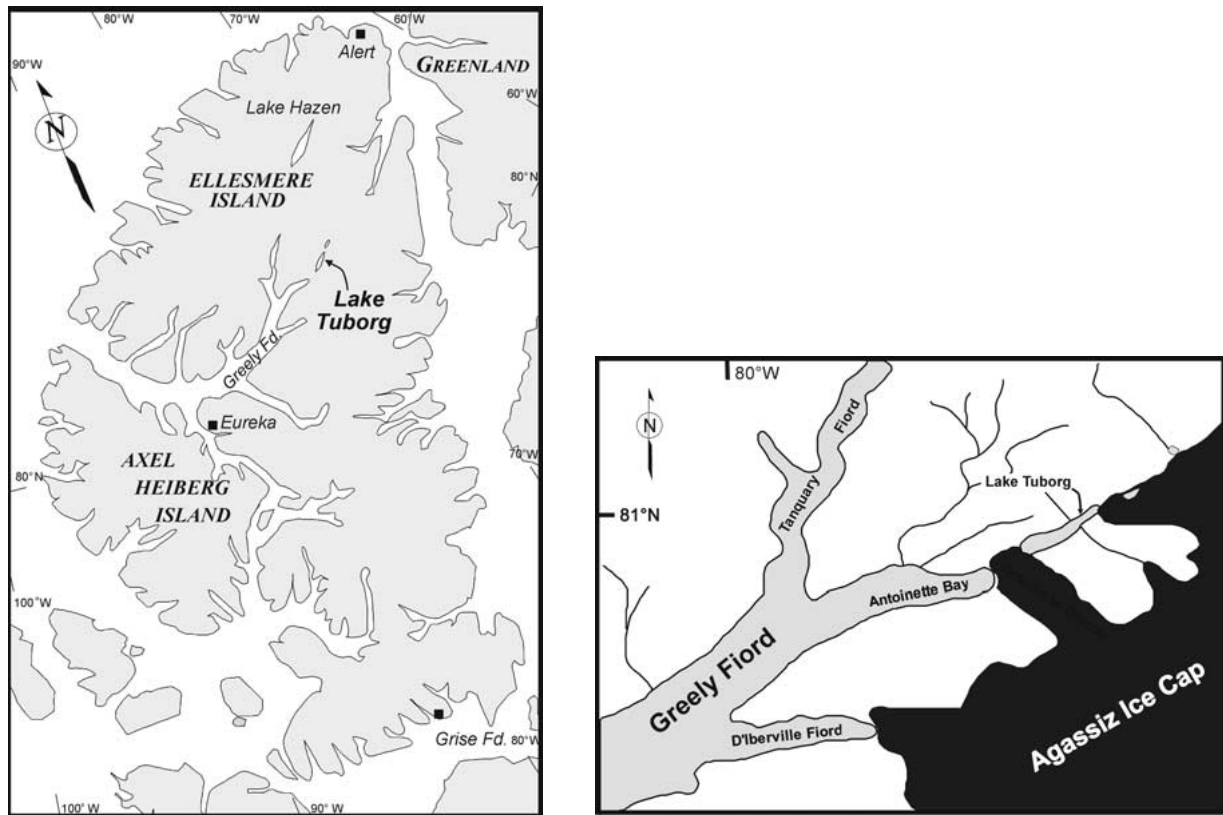 80°W
70°W
60°W
Alert
GREENLAND
90°W
N
60°W
Lake Hazen
80°N
ELLESMERE
ISLAND
Lake
Tuborg
Greely Fd.
Eureka
AXEL
HEIBERG
ISLAND
80°N
70°W
100°W
Grise Fd.
80°W
100°W
90°W
80°W
N
Tanquary
Fiord
Lake Tuborg
81°N
Antoinette Bay
Greely Fiord
D'Iberville Fiord
Agassiz Ice Cap